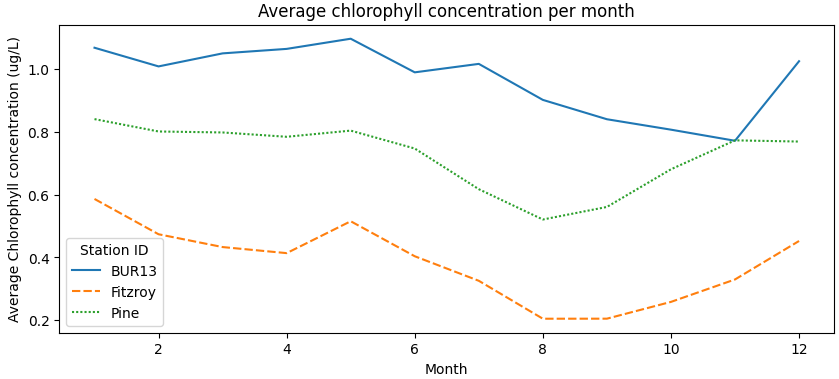 Average chlorophyll concentration per month
Average Chlorophyll concentration (ug/L)
1.0
0.8
0.6
0.4
0.2
Station ID
BUR13
Fitzroy
Pine
2 4 6 8 10 12
Month